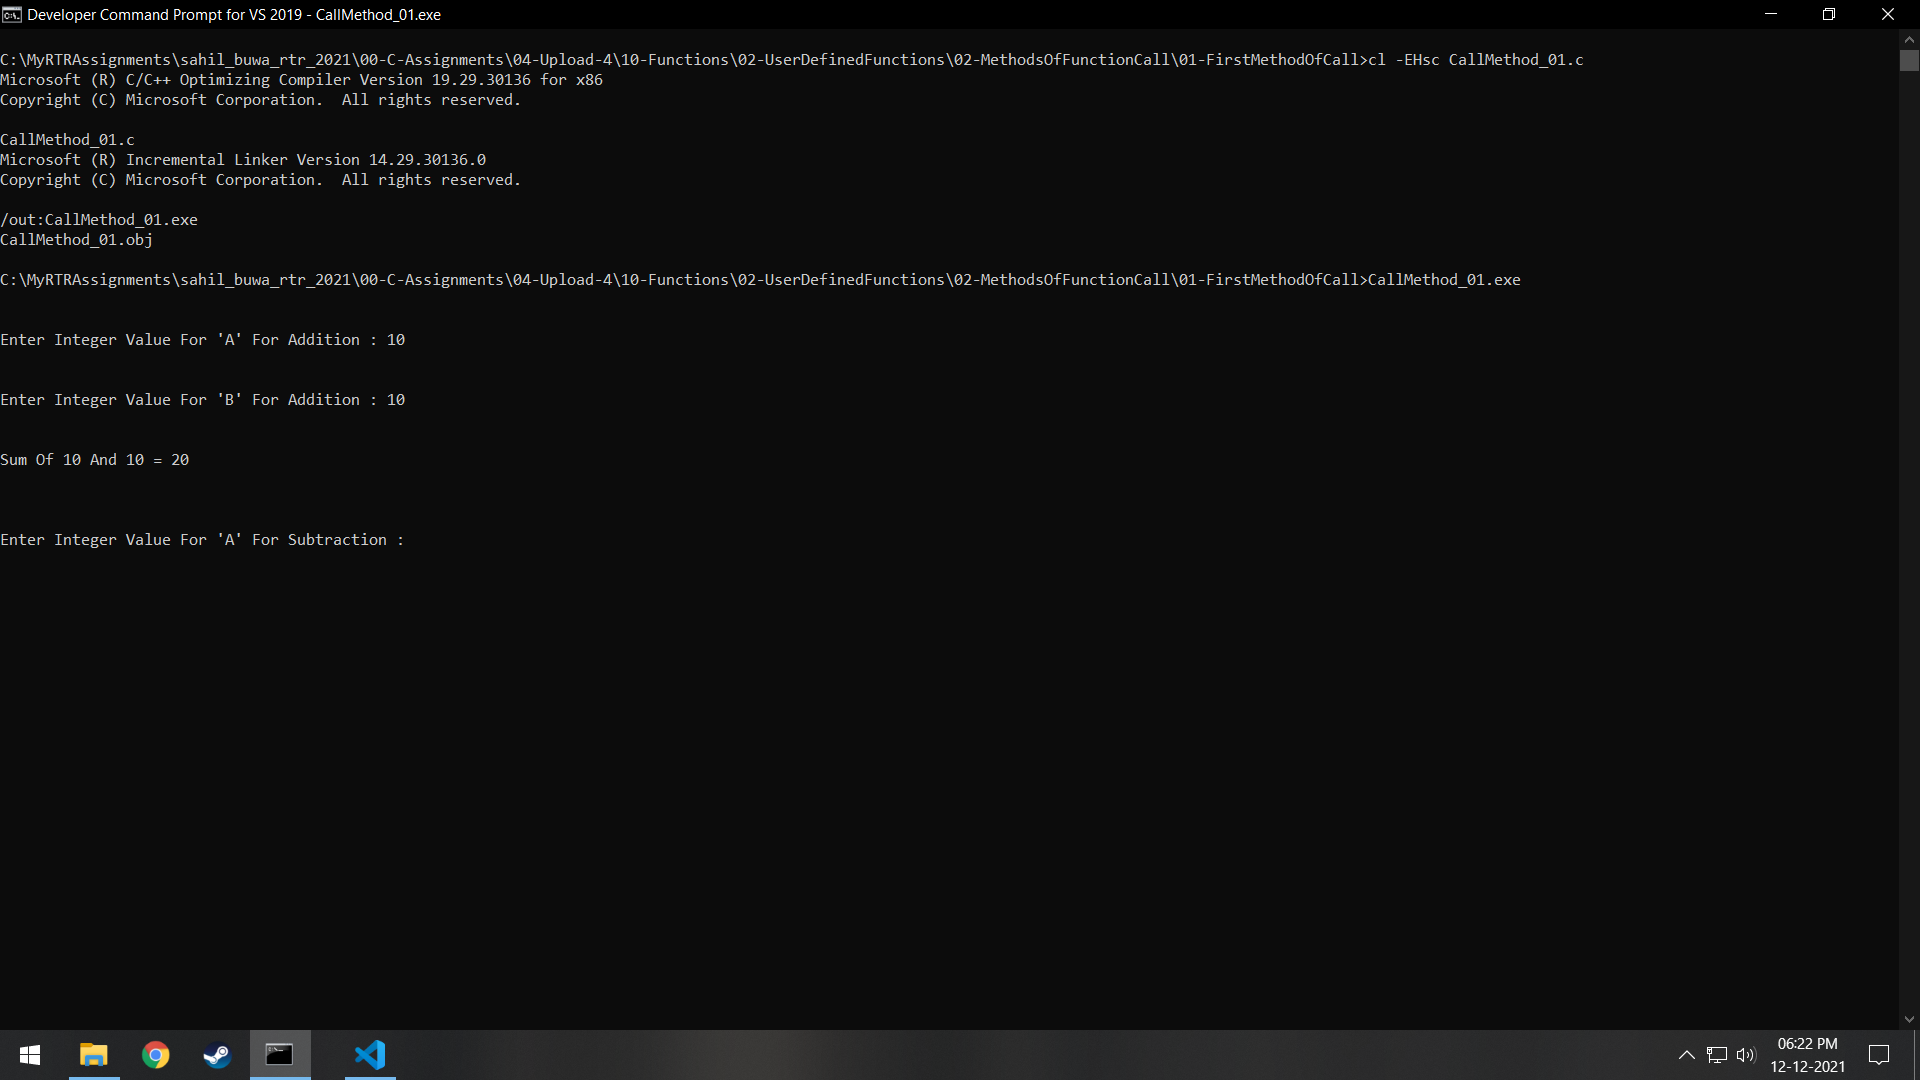 Developer Command Prompt for VS 2019 - CallMethod_01.exe
C:\MyRTRAssignments\sahil_buwa_rtr_2021\00-C-Assignments\04-Upload-4\10-Functions\02-UserDefinedFunctions\02-MethodsOfFunctionCall\01-FirstMethodOfCall>cl -EHsc CallMethod_01.c
Microsoft (R) C/C++ Optimizing Compiler Version 19.29.30136 for x86
Copyright (C) Microsoft Corporation.  All rights reserved.
CallMethod_01.c
Microsoft (R) Incremental Linker Version 14.29.30136.0
Copyright (C) Microsoft Corporation.  All rights reserved.
/out:CallMethod_01.exe
CallMethod_01.obj
C:\MyRTRAssignments\sahil_buwa_rtr_2021\00-C-Assignments\04-Upload-4\10-Functions\02-UserDefinedFunctions\02-MethodsOfFunctionCall\01-FirstMethodOfCall>CallMethod_01.exe
Enter Integer Value For 'A' For Addition : 10
Enter Integer Value For 'B' For Addition : 10
Sum Of 10 And 10 = 20
Enter Integer Value For 'A' For Subtraction :
06:22 PM
12-12-2021